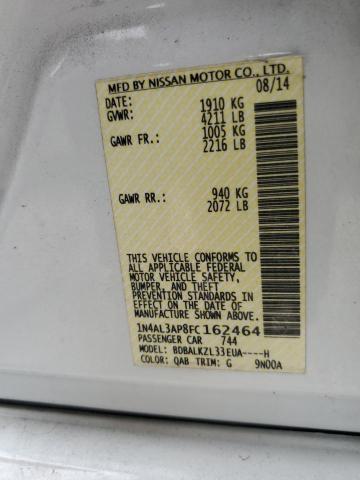 MFD BY NISSAN MOTOR CO., LTD.
DATE: 08/14
GVWR: 1910 KG
4211 LB
GAWR FR.: 1005 KG
2216 LB
GAWR RR.: 940 KG
2072 LB
THIS VEHICLE CONFORMS TO
ALL APPLICABLE FEDERAL
MOTOR VEHICLE SAFETY,
BUMPER, AND THEFT
PREVENTION STANDARDS IN
EFFECT ON THE DATE OF
MANUFACTURE SHOWN ABOVE.
1N4AL3AP8FC162464
PASSENGER CAR 744
MODEL: BDBALKZL33EUA----H
COLOR: QAB TRIM: G 9N00A